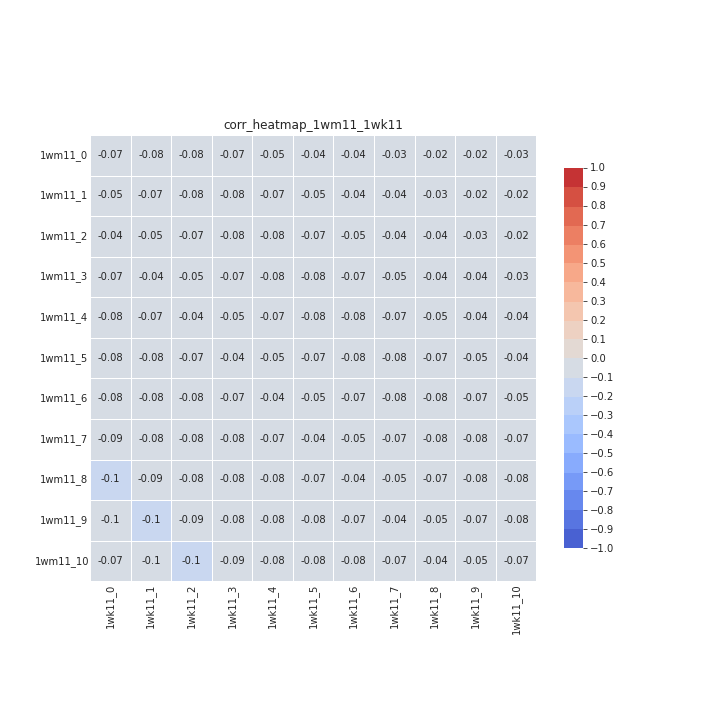 corr_heatmap_1wm11_1wk11
1wm11_0 -0.07 -0.08 -0.08 -0.07 -0.05 -0.04 -0.04 -0.03 -0.02 -0.02 -0.03
1wm11_1 -0.05 -0.07 -0.08 -0.08 -0.07 -0.05 -0.04 -0.04 -0.03 -0.02 -0.02
1wm11_2 -0.04 -0.05 -0.07 -0.08 -0.08 -0.07 -0.05 -0.04 -0.04 -0.03 -0.02
1wm11_3 -0.07 -0.04 -0.05 -0.07 -0.08 -0.08 -0.07 -0.05 -0.04 -0.04 -0.03
1wm11_4 -0.08 -0.07 -0.04 -0.05 -0.07 -0.08 -0.08 -0.07 -0.05 -0.04 -0.04
1wm11_5 -0.08 -0.08 -0.07 -0.04 -0.05 -0.07 -0.08 -0.08 -0.07 -0.05 -0.04
1wm11_6 -0.08 -0.08 -0.08 -0.07 -0.04 -0.05 -0.07 -0.08 -0.08 -0.07 -0.05
1wm11_7 -0.09 -0.08 -0.08 -0.08 -0.07 -0.04 -0.05 -0.07 -0.08 -0.08 -0.07
1wm11_8 -0.1 -0.09 -0.08 -0.08 -0.08 -0.07 -0.04 -0.05 -0.07 -0.08 -0.08
1wm11_9 -0.1 -0.1 -0.09 -0.08 -0.08 -0.08 -0.07 -0.04 -0.05 -0.07 -0.08
1wm11_10 -0.07 -0.1 -0.1 -0.09 -0.08 -0.08 -0.08 -0.07 -0.04 -0.05 -0.07
1wk11_0 1wk11_1 1wk11_2 1wk11_3 1wk11_4 1wk11_5 1wk11_6 1wk11_7 1wk11_8 1wk11_9 1wk11_10
1.0
0.9
0.8
0.7
0.6
0.5
0.4
0.3
0.2
0.1
0.0
−0.1
−0.2
−0.3
−0.4
−0.5
−0.6
−0.7
−0.8
−0.9
−1.0